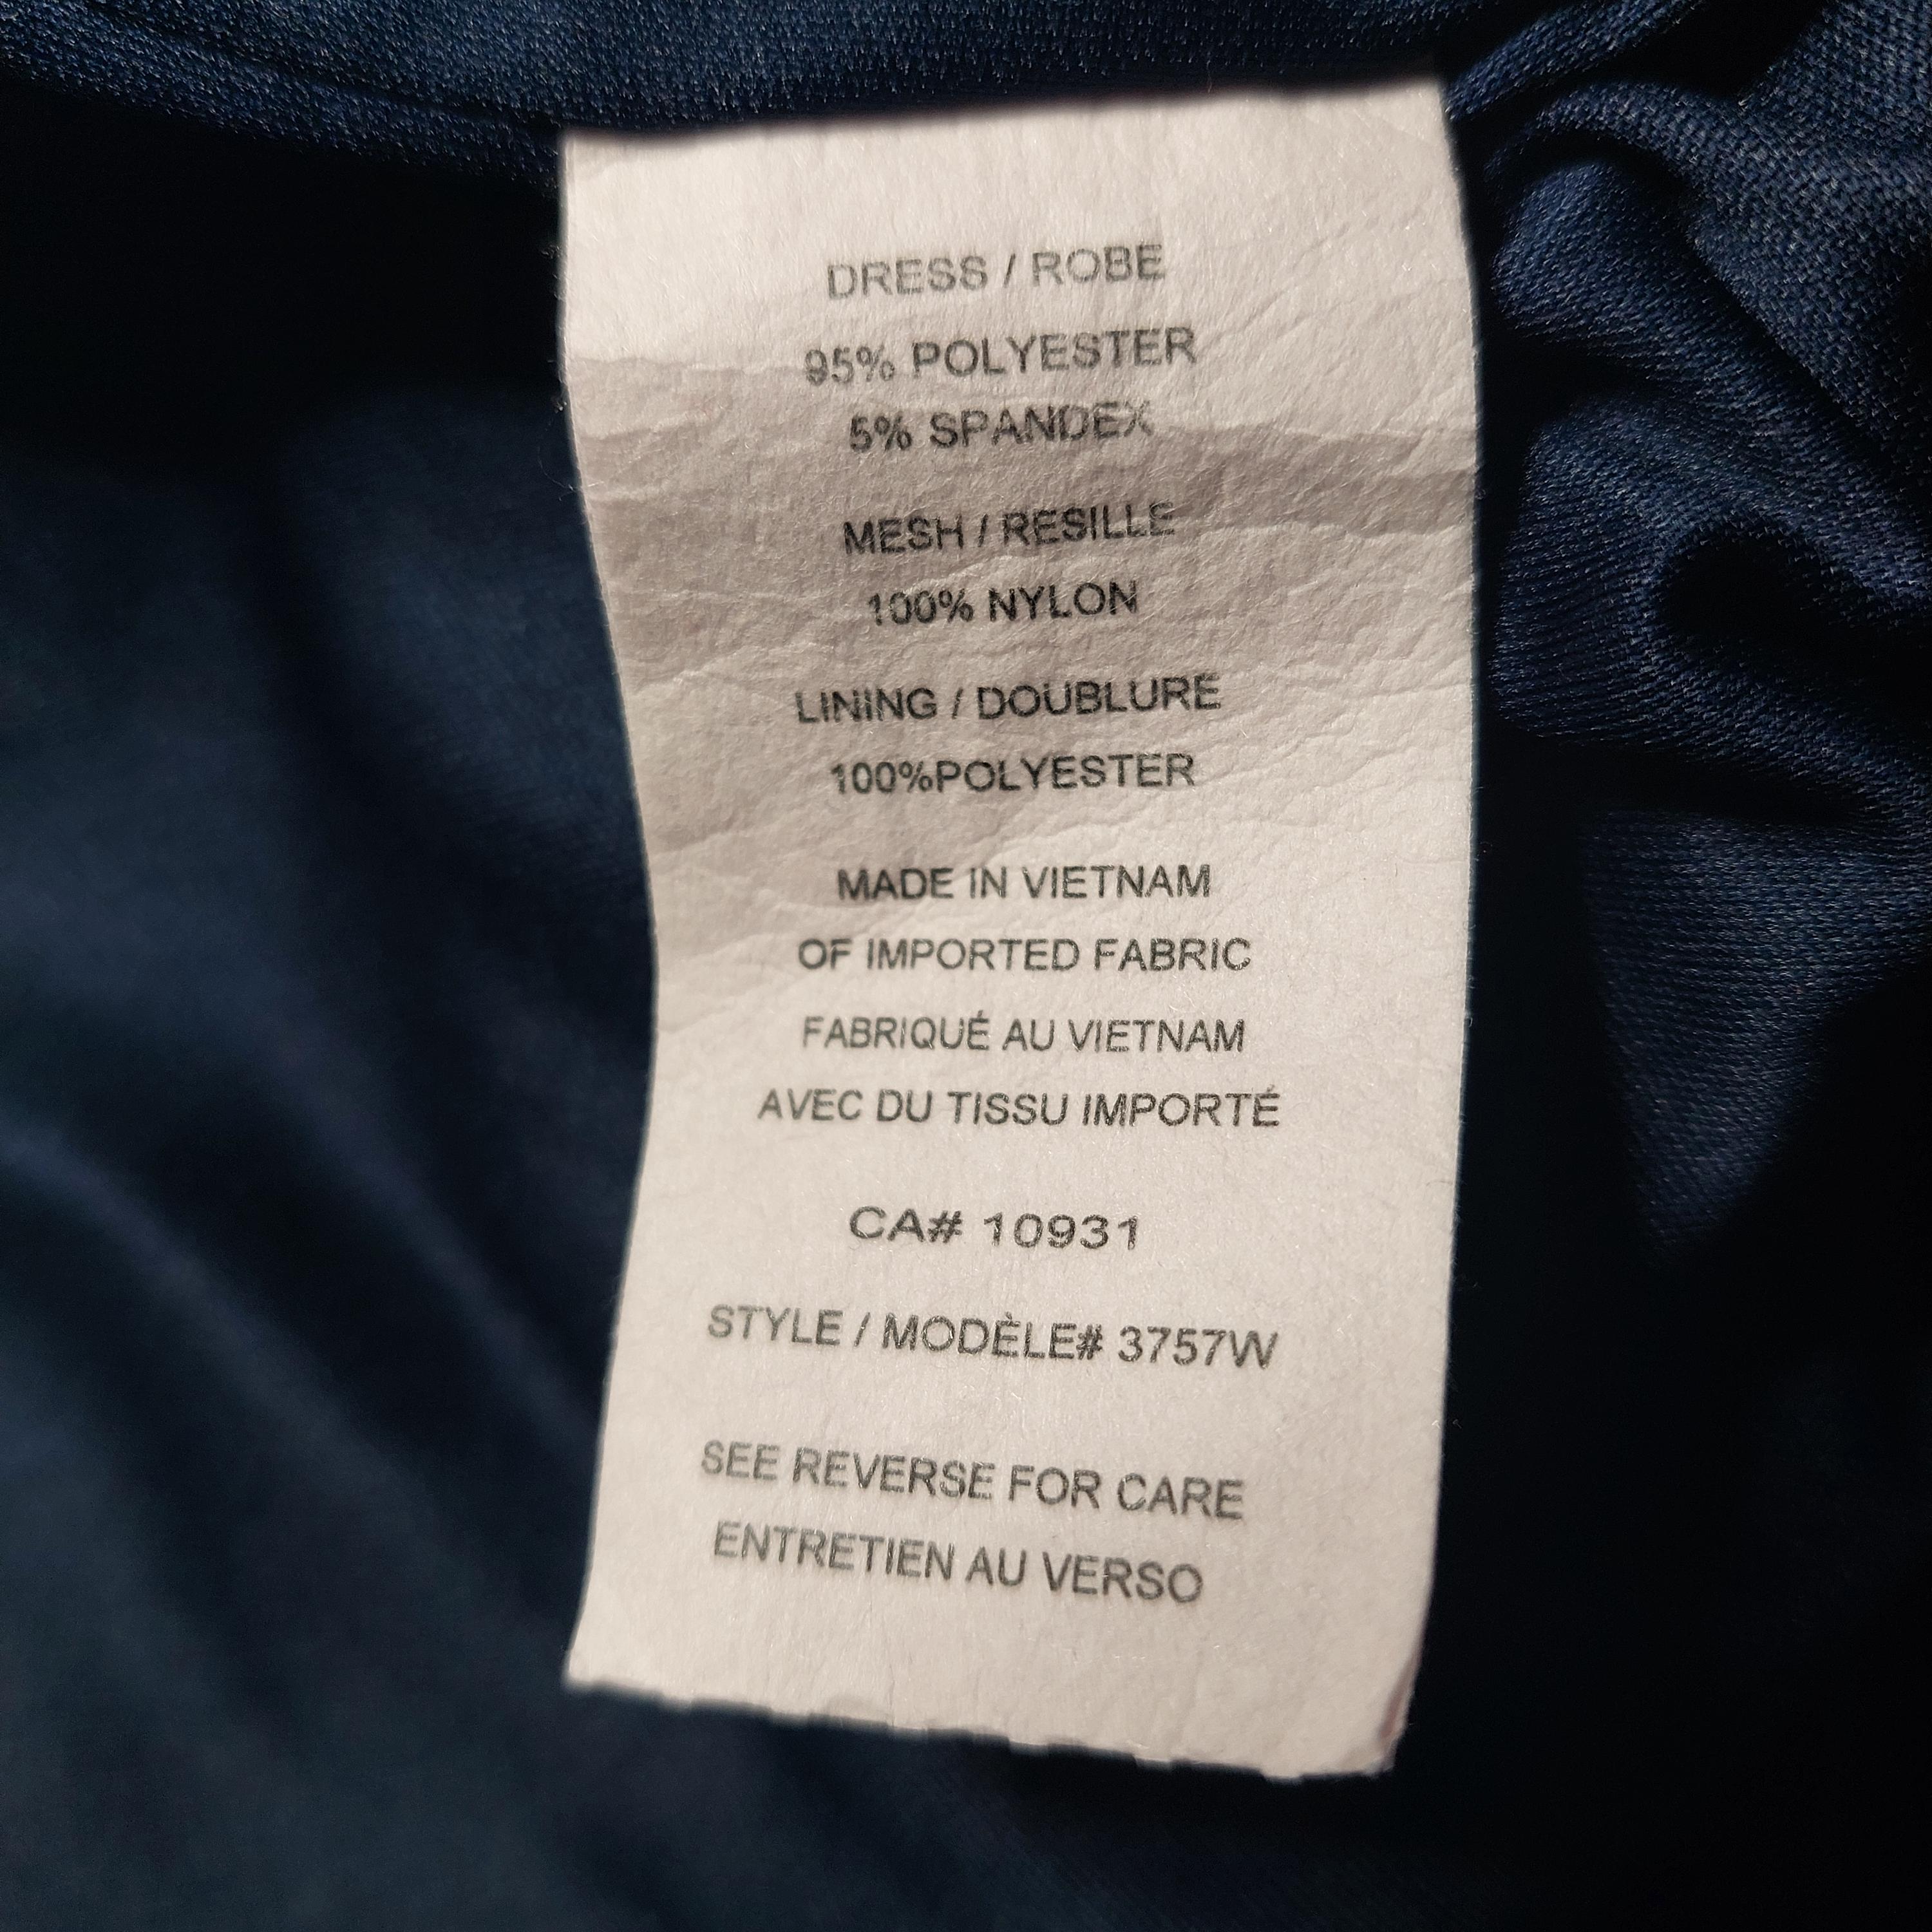 DRESS / ROBE
95% POLYESTER
5% SPANDEX
MESH / RESILLE
100% NYLON
LINING / DOUBLURE
100%POLYESTER
MADE IN VIETNAM
OF IMPORTED FABRIC
FABRIQUÉ AU VIETNAM
AVEC DU TISSU IMPORTÉ
CA# 10931
STYLE / MODÈLE# 3757W
SEE REVERSE FOR CARE
ENTRETIEN AU VERSO